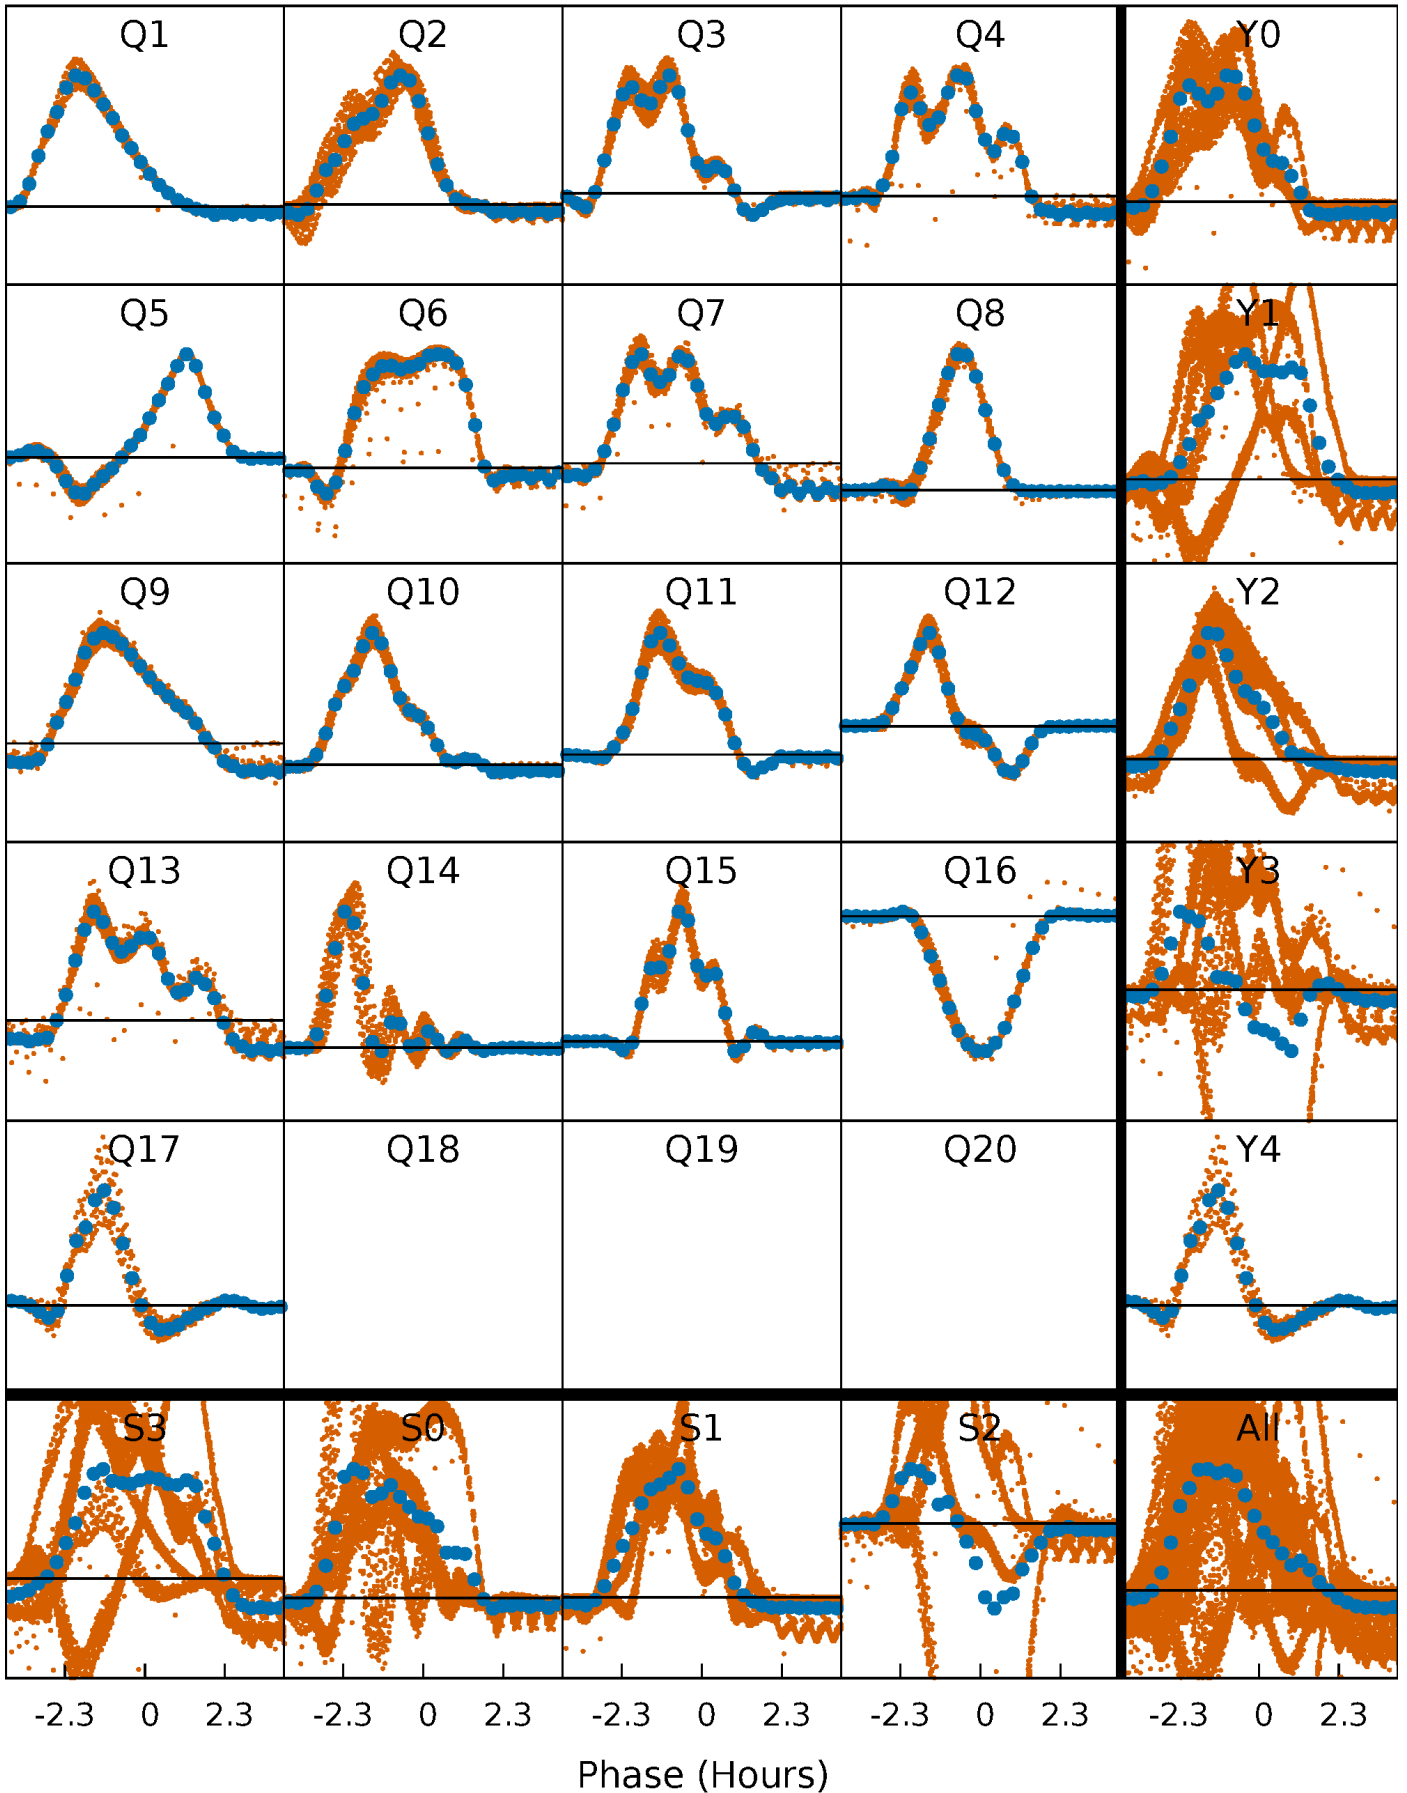 Q1 Q2 Q3 Q4 Y0
Q5 Q6 Q7 Q8 Y1
Q9 Q10 Q11 Q12 Y2
Q13 Q14 Q15 Q16 Y3
Q17 Q18 Q19 Q20 Y4
S3 S0 S1 S2 All
-2.3 0 2.3 -2.3 0 2.3 -2.3 0 2.3 -2.3 0 2.3 -2.3 0 2.3
Phase (Hours)